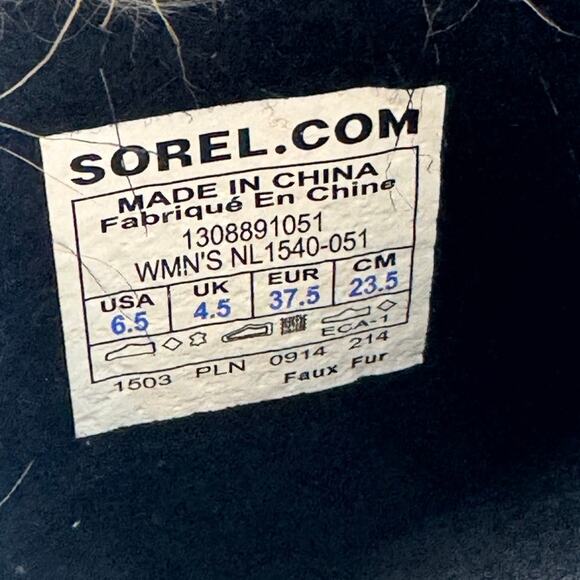 SOREL.COM
MADE IN CHINA
Fabriqué En Chine
1308891051
WMN'S NL1540-051
USA UK EUR CM
6.5 4.5 37.5 23.5
ECA-1
1503 PLN 0914 214
Faux Fur